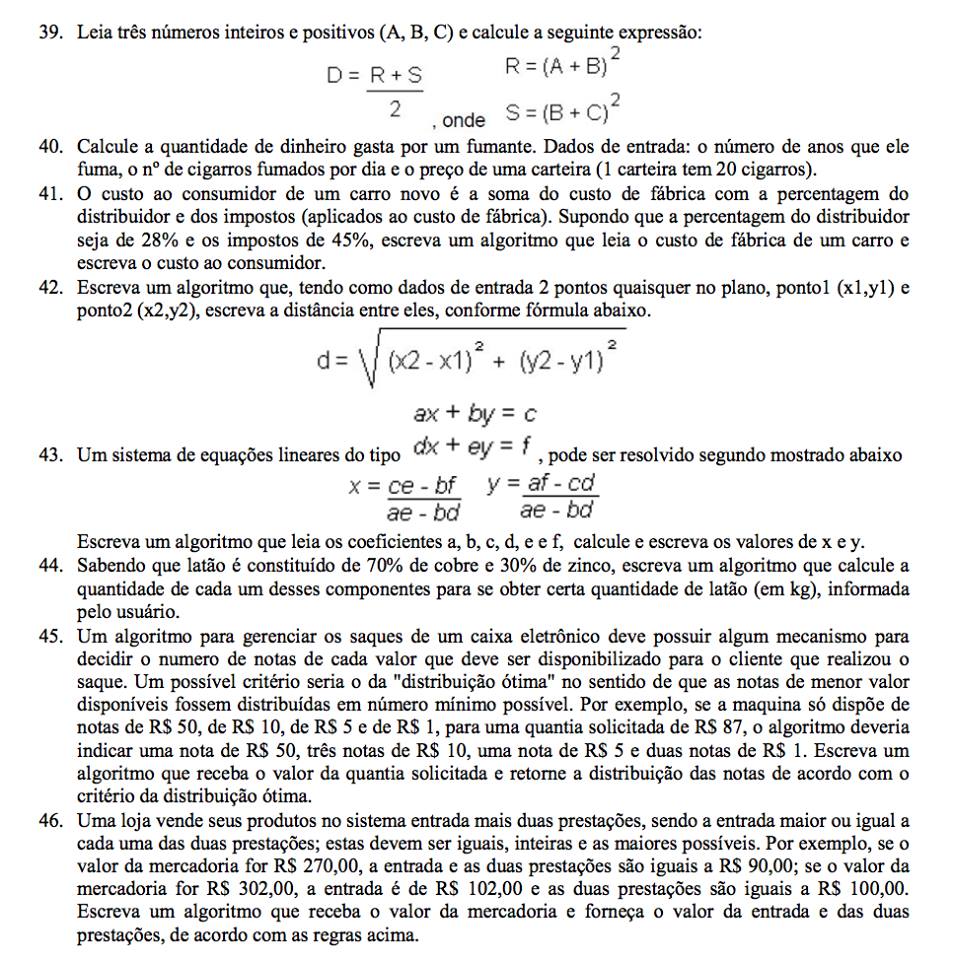 39. Leia três números inteiros e positivos (A, B, C) e calcule a seguinte expressão:
D = R + S / 2 , onde R = (A + B)² S = (B + C)²
40. Calcule a quantidade de dinheiro gasta por um fumante. Dados de entrada: o número de anos que ele
fuma, o nº de cigarros fumados por dia e o preço de uma carteira (1 carteira tem 20 cigarros).
41. O custo ao consumidor de um carro novo é a soma do custo de fábrica com a percentagem do
distribuidor e dos impostos (aplicados ao custo de fábrica). Supondo que a percentagem do distribuidor
seja de 28% e os impostos de 45%, escreva um algoritmo que leia o custo de fábrica de um carro e
escreva o custo ao consumidor.
42. Escreva um algoritmo que, tendo como dados de entrada 2 pontos quaisquer no plano, ponto1 (x1,y1) e
ponto2 (x2,y2), escreva a distância entre eles, conforme fórmula abaixo.
d = √ (x2 - x1)² + (y2 - y1)²
ax + by = c
43. Um sistema de equações lineares do tipo dx + ey = f , pode ser resolvido segundo mostrado abaixo
x = ce - bf / ae - bd y = af - cd / ae - bd
Escreva um algoritmo que leia os coeficientes a, b, c, d, e e f, calcule e escreva os valores de x e y.
44. Sabendo que latão é constituído de 70% de cobre e 30% de zinco, escreva um algoritmo que calcule a
quantidade de cada um desses componentes para se obter certa quantidade de latão (em kg), informada
pelo usuário.
45. Um algoritmo para gerenciar os saques de um caixa eletrônico deve possuir algum mecanismo para
decidir o numero de notas de cada valor que deve ser disponibilizado para o cliente que realizou o
saque. Um possível critério seria o da "distribuição ótima" no sentido de que as notas de menor valor
disponíveis fossem distribuídas em número mínimo possível. Por exemplo, se a maquina só dispõe de
notas de R$ 50, de R$ 10, de R$ 5 e de R$ 1, para uma quantia solicitada de R$ 87, o algoritmo deveria
indicar uma nota de R$ 50, três notas de R$ 10, uma nota de R$ 5 e duas notas de R$ 1. Escreva um
algoritmo que receba o valor da quantia solicitada e retorne a distribuição das notas de acordo com o
critério da distribuição ótima.
46. Uma loja vende seus produtos no sistema entrada mais duas prestações, sendo a entrada maior ou igual a
cada uma das duas prestações; estas devem ser iguais, inteiras e as maiores possíveis. Por exemplo, se o
valor da mercadoria for R$ 270,00, a entrada e as duas prestações são iguais a R$ 90,00; se o valor da
mercadoria for R$ 302,00, a entrada é de R$ 102,00 e as duas prestações são iguais a R$ 100,00.
Escreva um algoritmo que receba o valor da mercadoria e forneça o valor da entrada e das duas
prestações, de acordo com as regras acima.